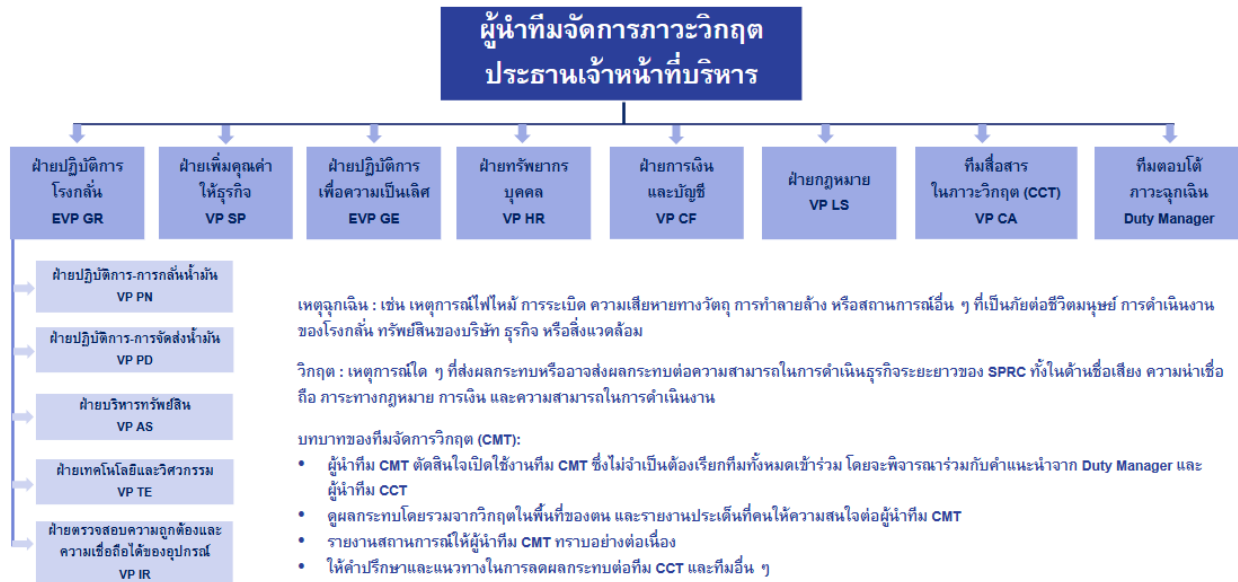 ผู้นำทีมจัดการภาวะวิกฤต
ประธานเจ้าหน้าที่บริหาร
ฝ่ายปฏิบัติการ
โรงกลั่น
EVP GR
ฝ่ายเพิ่มคุณค่า
ให้ธุรกิจ
VP SP
ฝ่ายปฏิบัติการ
เพื่อความเป็นเลิศ
EVP GE
ฝ่ายทรัพยากร
บุคคล
VP HR
ฝ่ายการเงิน
และบัญชี
VP CF
ฝ่ายกฎหมาย
VP LS
ทีมสื่อสาร
ในภาวะวิกฤต (CCT)
VP CA
ทีมตอบโต้
ภาวะฉุกเฉิน
Duty Manager
ฝ่ายปฏิบัติการ-การกลั่นน้ำมัน
VP PN
ฝ่ายปฏิบัติการ-การจัดส่งน้ำมัน
VP PD
ฝ่ายบริหารทรัพย์สิน
VP AS
ฝ่ายเทคโนโลยีและวิศวกรรม
VP TE
ฝ่ายตรวจสอบความถูกต้องและ
ความเชื่อถือได้ของอุปกรณ์
VP IR
เหตุฉุกเฉิน : เช่น เหตุการณ์ไฟไหม้ การระเบิด ความเสียหายทางวัตถุ การทำลายล้าง หรือสถานการณ์อื่น ๆ ที่เป็นภัยต่อชีวิตมนุษย์ การดำเนินงาน
ของโรงกลั่น ทรัพย์สินของบริษัท ธุรกิจ หรือสิ่งแวดล้อม
วิกฤต : เหตุการณ์ใด ๆ ที่ส่งผลกระทบหรืออาจส่งผลกระทบต่อความสามารถในการดำเนินธุรกิจระยะยาวของ SPRC ทั้งในด้านชื่อเสียง ความน่าเชื่อ
ถือ ภาระทางกฎหมาย การเงิน และความสามารถในการดำเนินงาน
บทบาทของทีมจัดการวิกฤต (CMT):
• ผู้นำทีม CMT ตัดสินใจเปิดใช้งานทีม CMT ซึ่งไม่จำเป็นต้องเรียกทีมทั้งหมดเข้าร่วม โดยจะพิจารณาร่วมกับคำแนะนำจาก Duty Manager และ
ผู้นำทีม CCT
• ดูผลกระทบโดยรวมจากวิกฤตในพื้นที่ของตน และรายงานประเด็นที่คนให้ความสนใจต่อผู้นำทีม CMT
• รายงานสถานการณ์ให้ผู้นำทีม CMT ทราบอย่างต่อเนื่อง
• ให้คำปรึกษาและแนวทางในการลดผลกระทบต่อทีม CCT และทีมอื่น ๆ